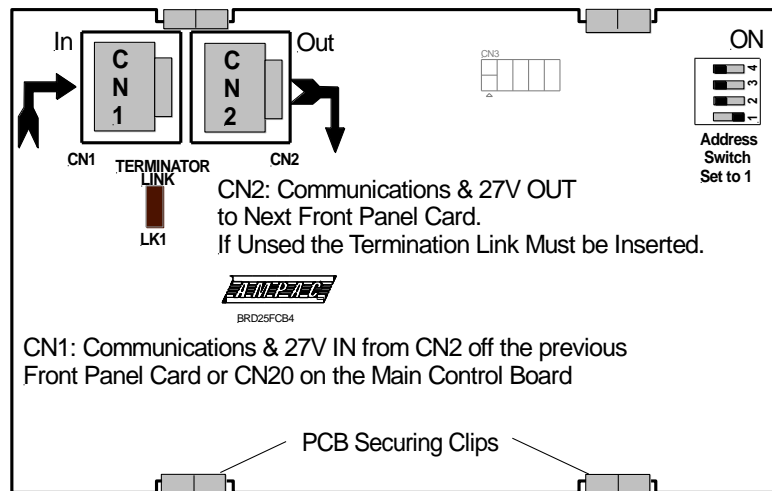 In
Out
ON
C
N
1
C
N
2
CN3
4
3
2
1
CN1
TERMINATOR
LINK
CN2
Address
Switch
Set to 1
LK1
CN2: Communications & 27V OUT
to Next Front Panel Card.
If Unsed the Termination Link Must be Inserted.
AMPAC
BRD25FCB4
CN1: Communications & 27V IN from CN2 off the previous
Front Panel Card or CN20 on the Main Control Board
PCB Securing Clips